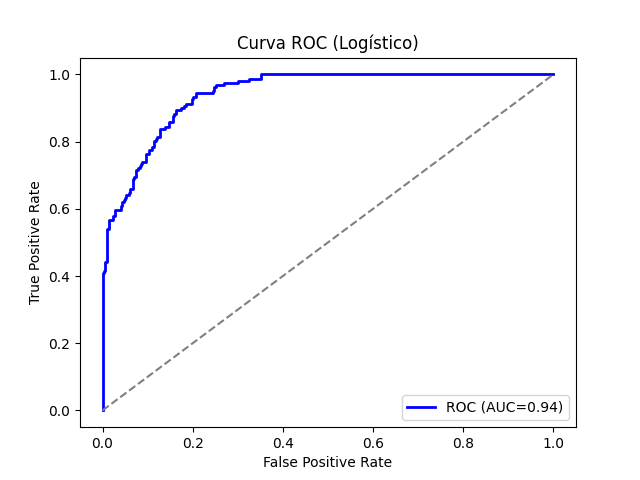 Curva ROC (Logístico)
True Positive Rate
1.0
0.8
0.6
0.4
0.2
0.0
ROC (AUC=0.94)
0.0 0.2 0.4 0.6 0.8 1.0
False Positive Rate